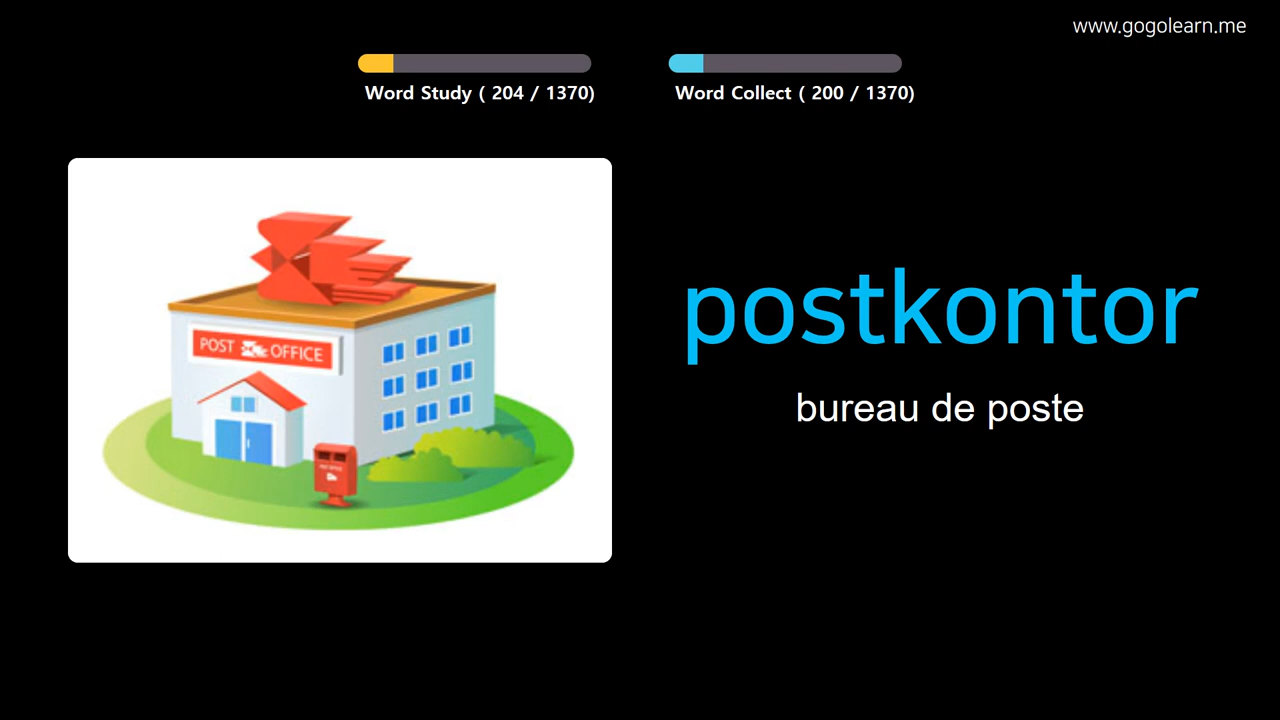 www.gogolearn.me
Word Study ( 204 / 1370)
Word Collect ( 200 / 1370)
POST OFFICE
postkontor
bureau de poste